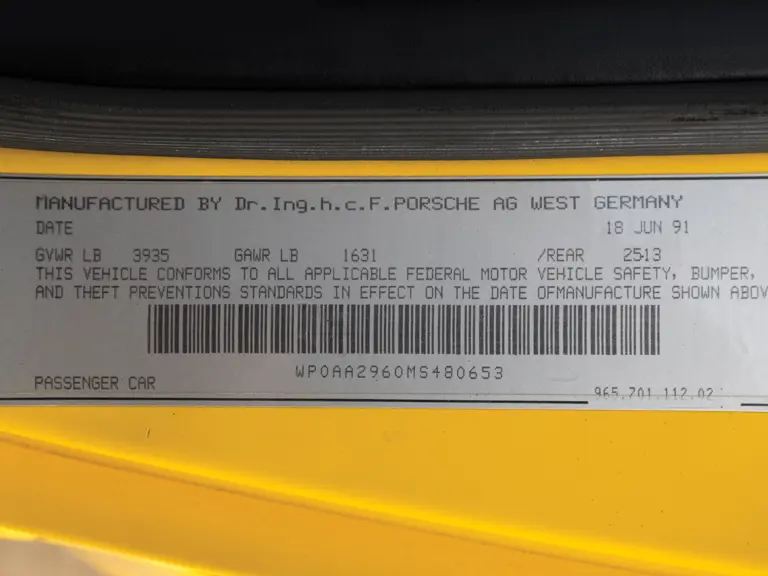 MANUFACTURED BY Dr.Ing.h.c.F.PORSCHE AG WEST GERMANY
DATE 18 JUN 91
GVWR LB 3935 GAWR LB 1631 /REAR 2513
THIS VEHICLE CONFORMS TO ALL APPLICABLE FEDERAL MOTOR VEHICLE SAFETY, BUMPER,
AND THEFT PREVENTIONS STANDARDS IN EFFECT ON THE DATE OFMANUFACTURE SHOWN ABOV
WP0AA2960MS480653
PASSENGER CAR 965.701.112.02